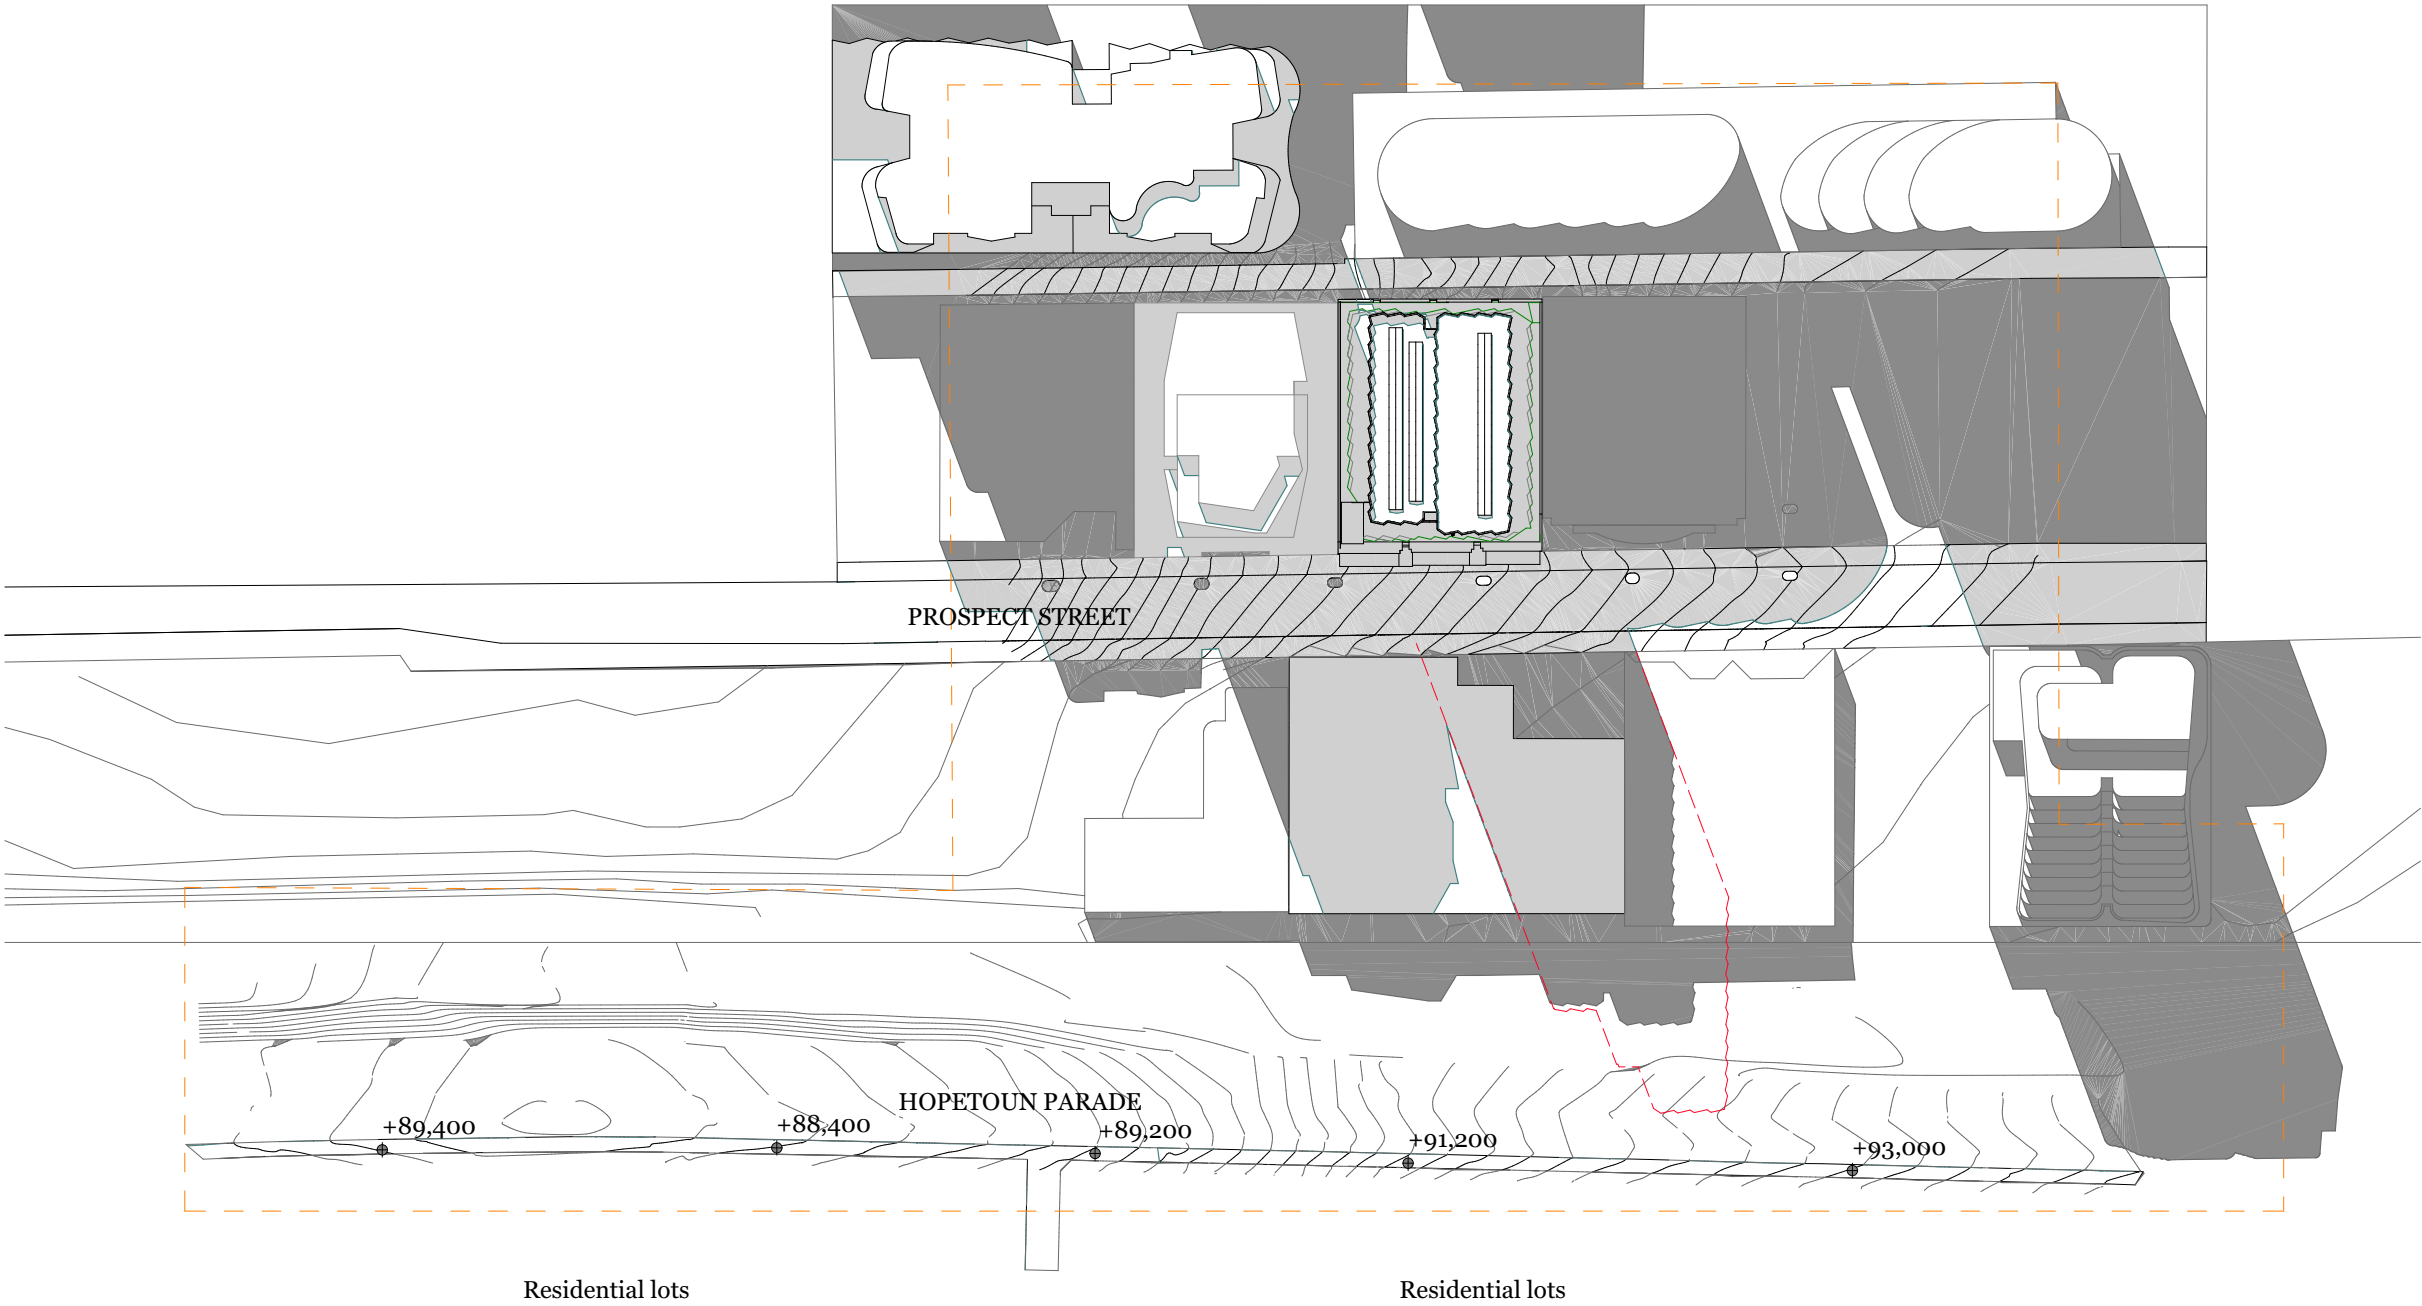 PROSPECT STREET
HOPETOUN PARADE
+89,400
+88,400
+89,200
+91,200
+93,000
Residential lots
Residential lots